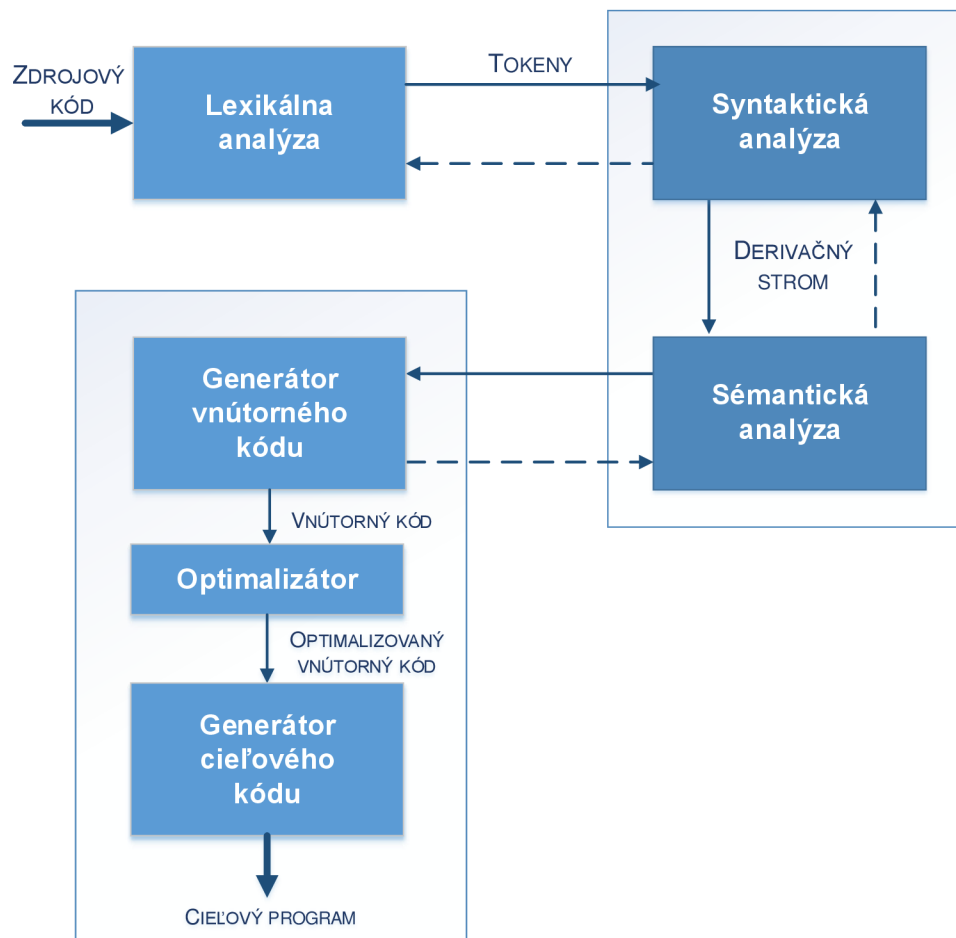 ZDROJOVÝ
KÓD
Lexikálna
analýza
TOKENY
Syntaktická
analýza
DERIVAČNÝ
STROM
Sémantická
analýza
Generátor
vnútorného
kódu
VNÚTORNÝ KÓD
Optimalizátor
OPTIMALIZOVANÝ
VNÚTORNÝ KÓD
Generátor
cieľového
kódu
CIEĽOVÝ PROGRAM